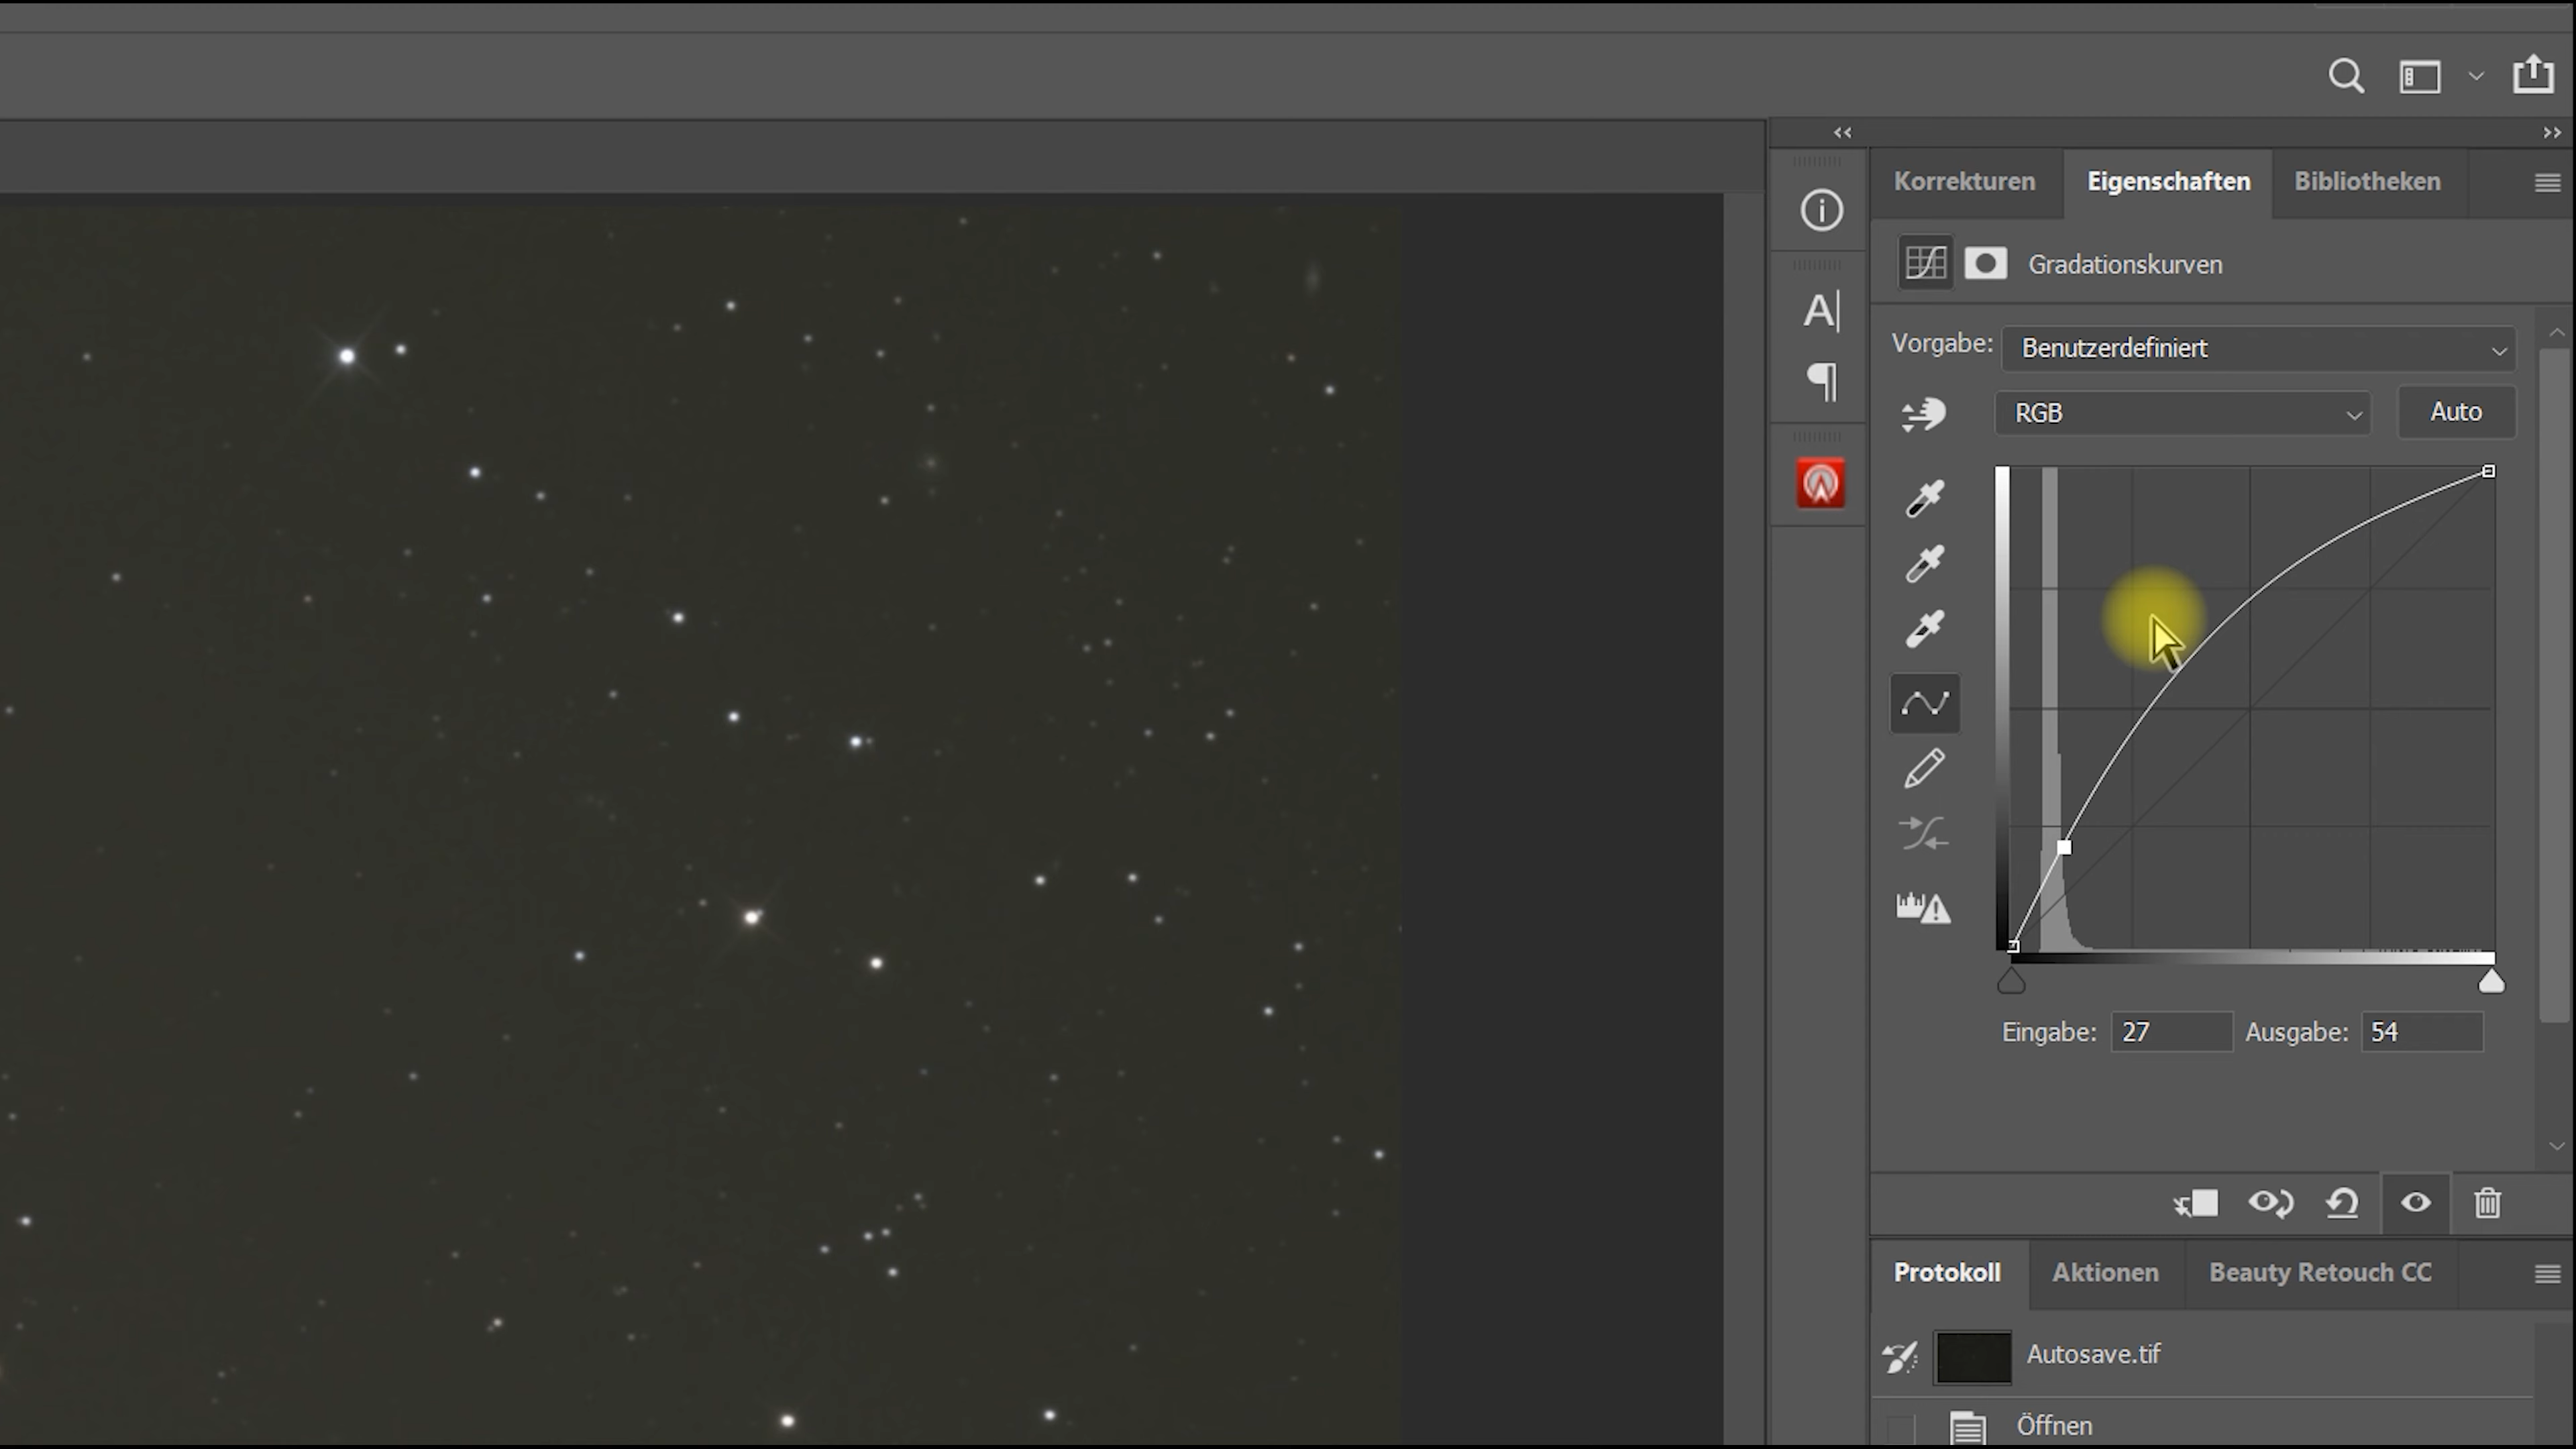 Korrekturen Eigenschaften Bibliotheken
Gradationskurven
Vorgabe: Benutzerdefiniert
RGB Auto
Eingabe: 27 Ausgabe: 54
Protokoll Aktionen Beauty Retouch CC
Autosave.tif
Öffnen